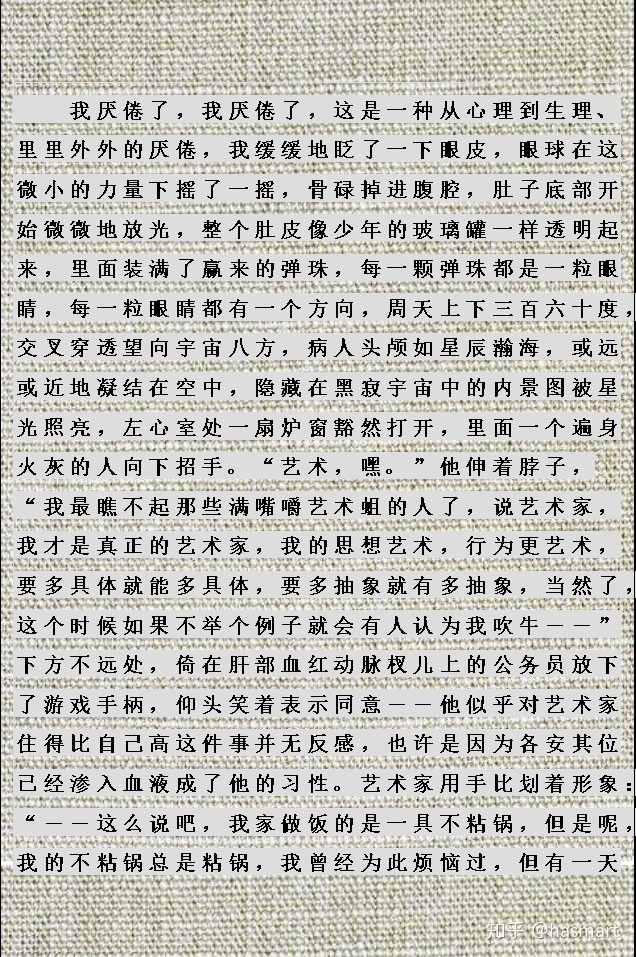 我厌倦了，我厌倦了，这是一种从心理到生理、
里里外外的厌倦，我缓缓地眨了一下眼皮，眼球在这
微小的力量下摇了一摇，骨碌掉进腹腔，肚子底部开
始微微地放光，整个肚皮像少年的玻璃罐一样透明起
来，里面装满了赢来的弹珠，每一颗弹珠都是一粒眼
睛，每一粒眼睛都有一个方向，周天上下三百六十度，
交叉穿透望向宇宙八方，病人头颅如星辰瀚海，或远
或近地凝结在空中，隐藏在黑寂宇宙中的内景图被星
光照亮，左心室处一扇炉窗豁然打开，里面一个遍身
火灰的人向下招手。“艺术，嘿。”他伸着脖子，
“我最瞧不起那些满嘴嚼艺术蛆的人了，说艺术家，
我才是真正的艺术家，我的思想艺术，行为更艺术，
要多具体就能多具体，要多抽象就有多抽象，当然了，
这个时候如果不举个例子就会有人认为我吹牛——”
下方不远处，倚在肝部血红动脉杈儿上的公务员放下
了游戏手柄，仰头笑着表示同意——他似乎对艺术家
住得比自己高这件事并无反感，也许是因为各安其位
已经渗入血液成了他的习性。艺术家用手比划着形象：
“——这么说吧，我家做饭的是一具不粘锅，但是呢，
我的不粘锅总是粘锅，我曾经为此烦恼过，但有一天
知乎 @hasmart